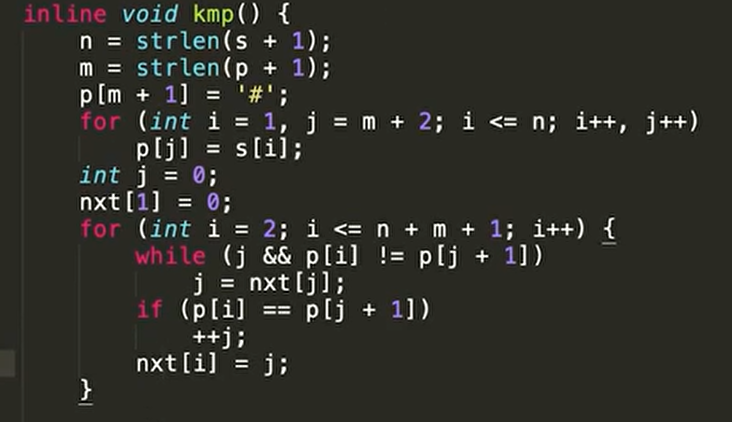 inline void kmp() {
    n = strlen(s + 1);
    m = strlen(p + 1);
    p[m + 1] = '#';
    for (int i = 1, j = m + 2; i <= n; i++, j++)
        p[j] = s[i];
    int j = 0;
    nxt[1] = 0;
    for (int i = 2; i <= n + m + 1; i++) {
        while (j && p[i] != p[j + 1])
            j = nxt[j];
        if (p[i] == p[j + 1])
            ++j;
        nxt[i] = j;
    }